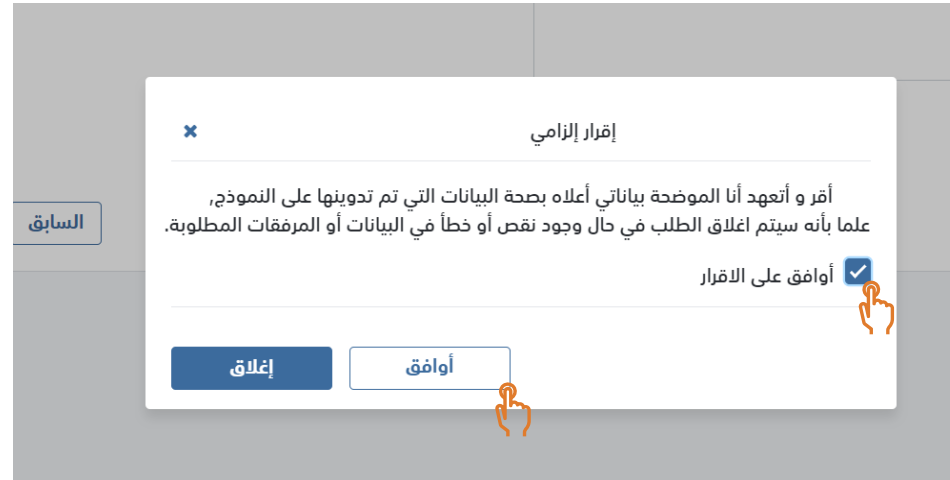 إقرار إلزامي
أقر و أتعهد أنا الموضحة بياناتي أعلاه بصحة البيانات التي تم تدوينها على النموذج,
علما بأنه سيتم اغلاق الطلب في حال وجود نقص أو خطأ في البيانات أو المرفقات المطلوبة.
أوافق على الاقرار
أوافق
إغلاق
السابق